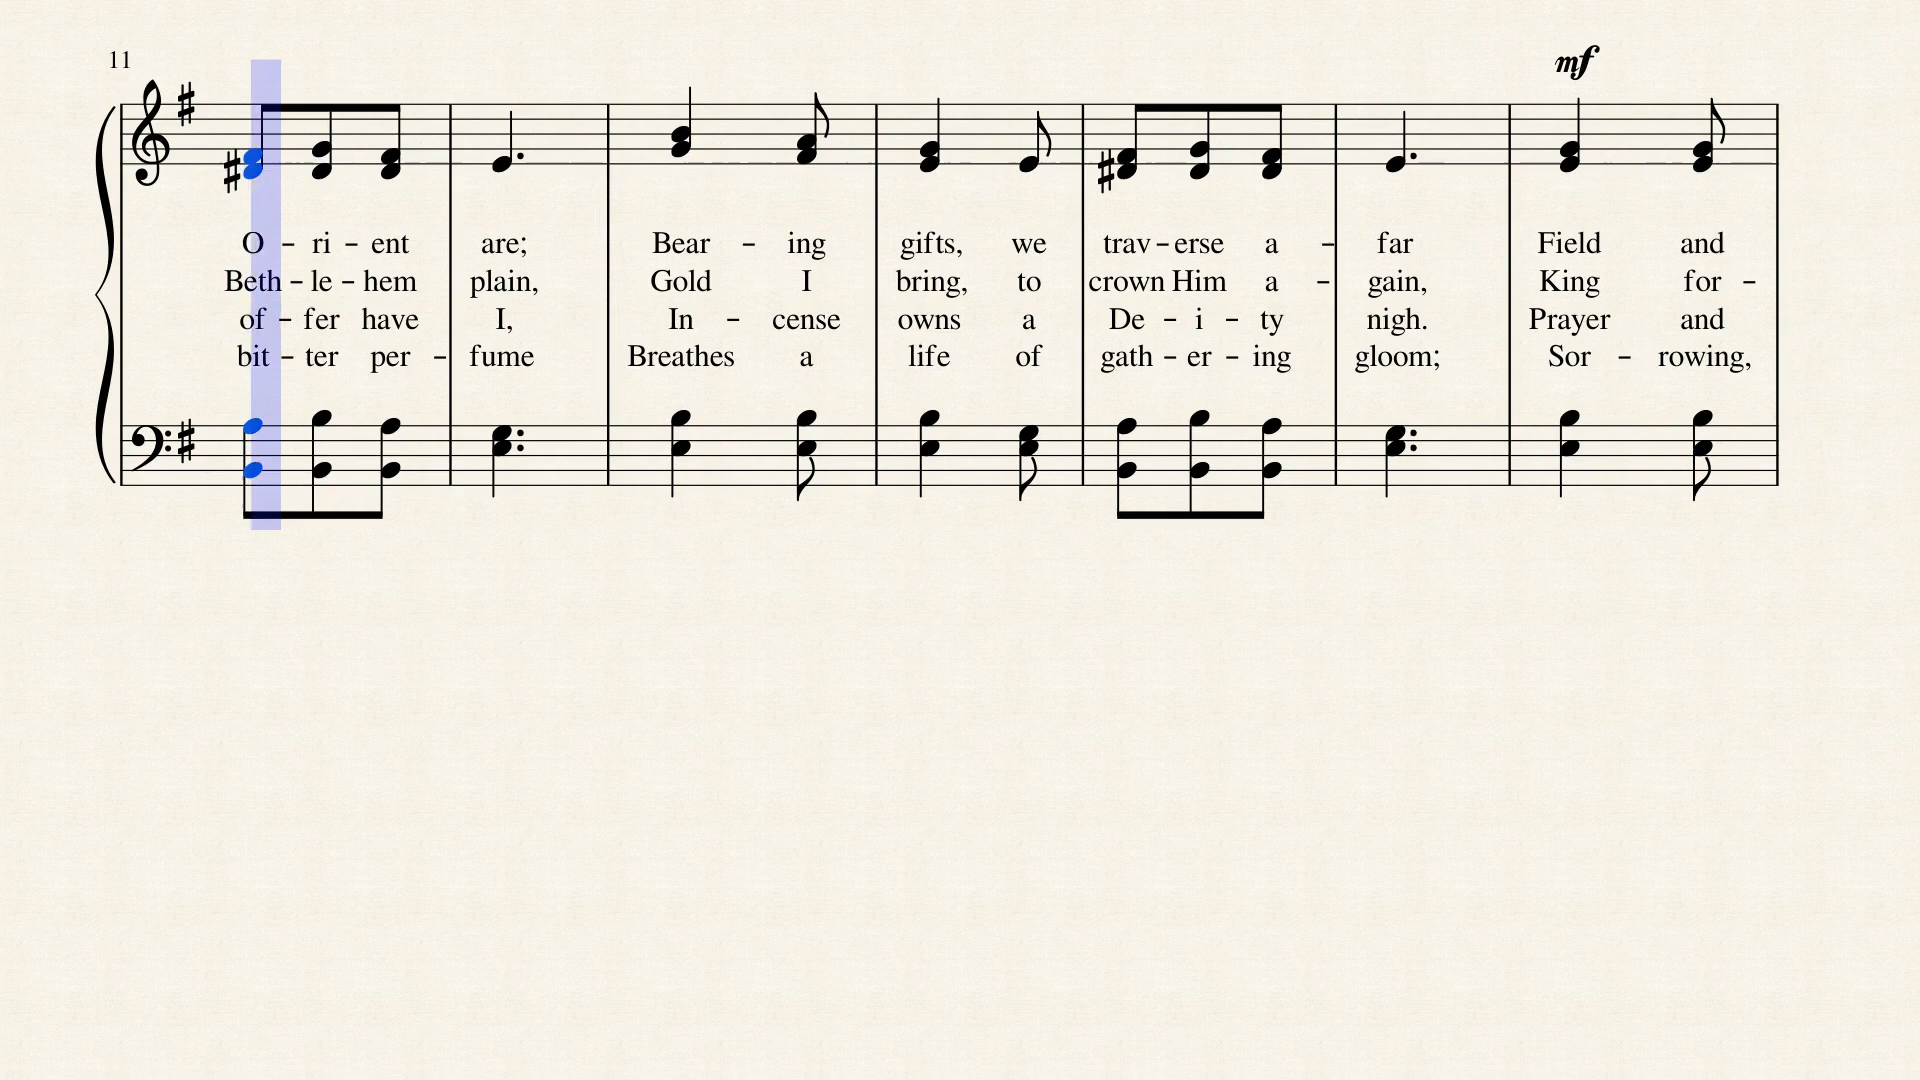 11
mf
O – ri – ent are; Bear – ing gifts, we trav – erse a – far Field and
Beth – le – hem plain, Gold I bring, to crown Him a – gain, King for –
of – fer have I, In – cense owns a De – i – ty nigh. Prayer and
bit – ter per – fume Breathes a life of gath – er – ing gloom; Sor – rowing,